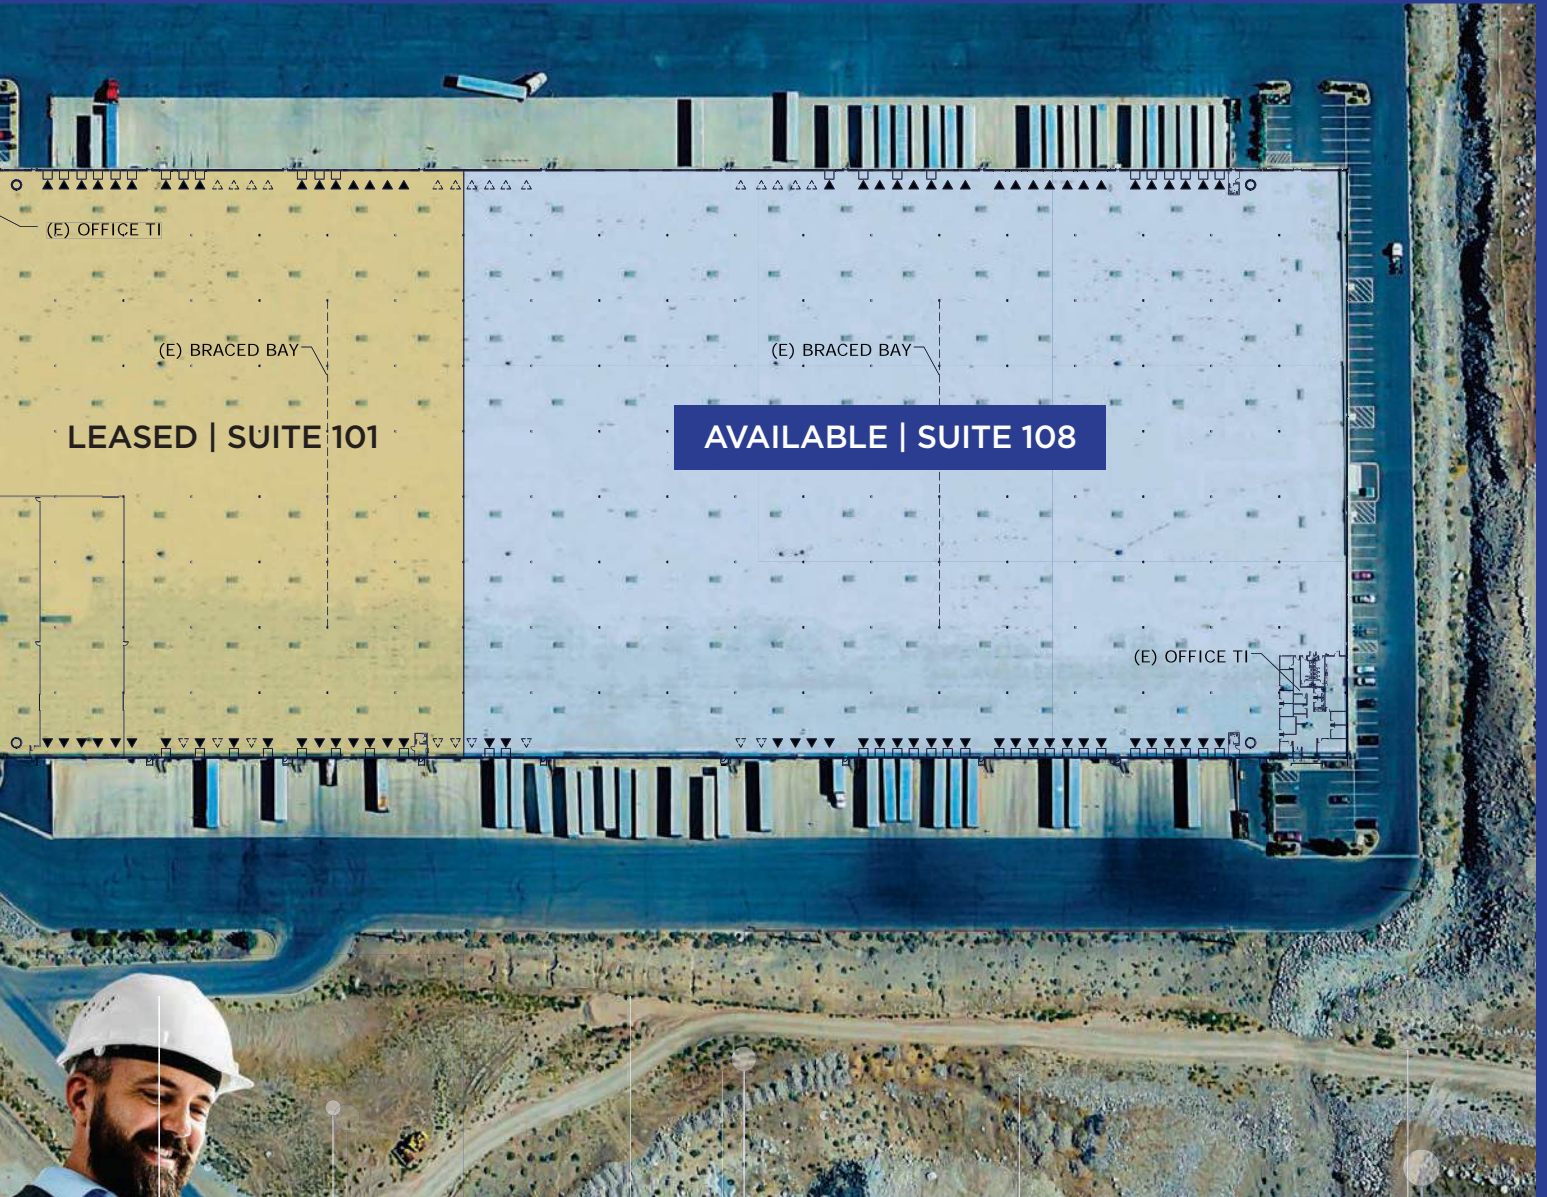 (E) OFFICE TI
(E) BRACED BAY
(E) BRACED BAY
LEASED | SUITE 101
AVAILABLE | SUITE 108
(E) OFFICE TI